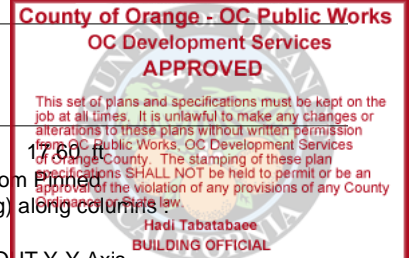 County of Orange - OC Public Works
OC Development Services
APPROVED
This set of plans and specifications must be kept on the
job at all times. It is unlawful to make any changes or
alterations to these plans without written permission
17.60 ft
from OC Public Works, OC Development Services
of Orange County. The stamping of these plan
om Pinned
specifications SHALL NOT be held to permit or be an
approval of the violation of any provisions of any County
g) along columns :
Ordinance or State law.
Hadi Tabatabaee
BUILDING OFFICIAL
CALIFORNIA